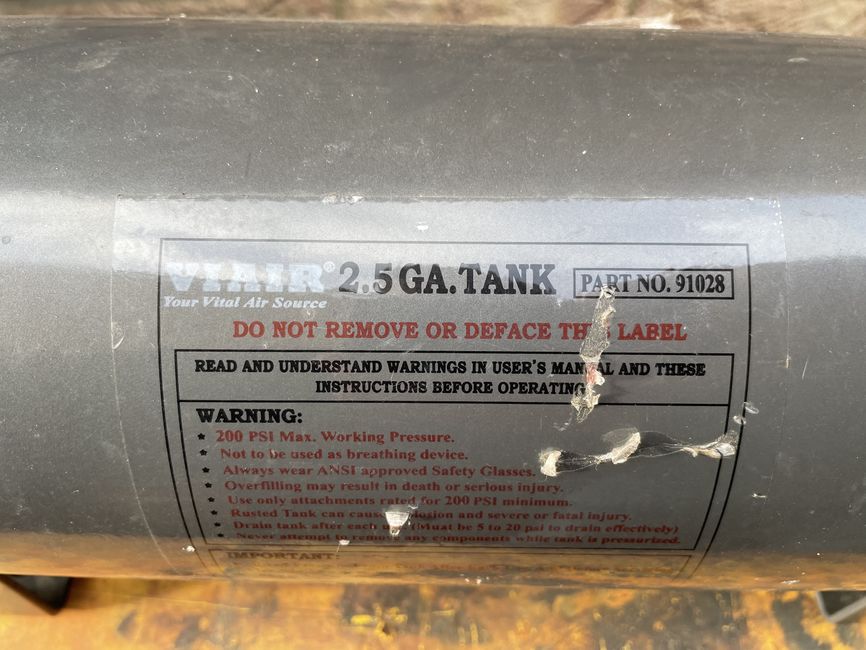 VIAIR® 2.5 GA. TANK PART NO. 91028
Your Vital Air Source
DO NOT REMOVE OR DEFACE LABEL
READ AND UNDERSTAND WARNINGS IN USER'S MANUAL AND THESE
INSTRUCTIONS BEFORE OPERATING
WARNING:
★ 200 PSI Max. Working Pressure.
★ Not to be used as breathing device.
★ Always wear ANSI approved Safety Glasses.
★ Overfilling may result in death or serious injury.
★ Use only attachments rated for 200 PSI minimum.
★ Rusted Tank can cause explosion and severe or fatal injury.
★ Drain tank after each use (Muat be 5 to 20 psi to drain effectively)
★ Never attempt to remove any components while tank is pressurized.
IMPORTANT: